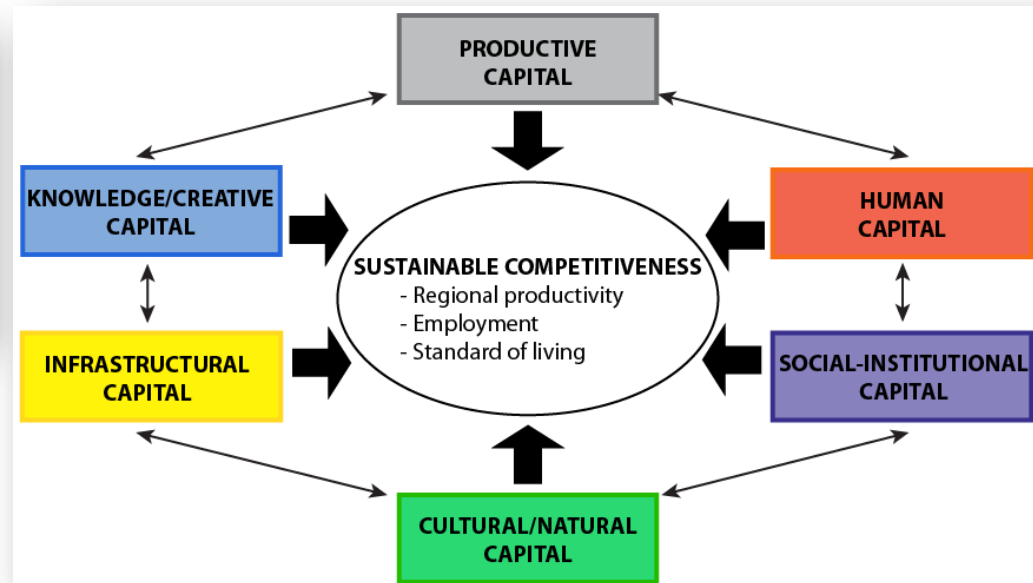 PRODUCTIVE
CAPITAL
KNOWLEDGE/CREATIVE
CAPITAL
HUMAN
CAPITAL
SUSTAINABLE COMPETITIVENESS
- Regional productivity
- Employment
- Standard of living
INFRASTRUCTURAL
CAPITAL
SOCIAL-INSTITUTIONAL
CAPITAL
CULTURAL/NATURAL
CAPITAL